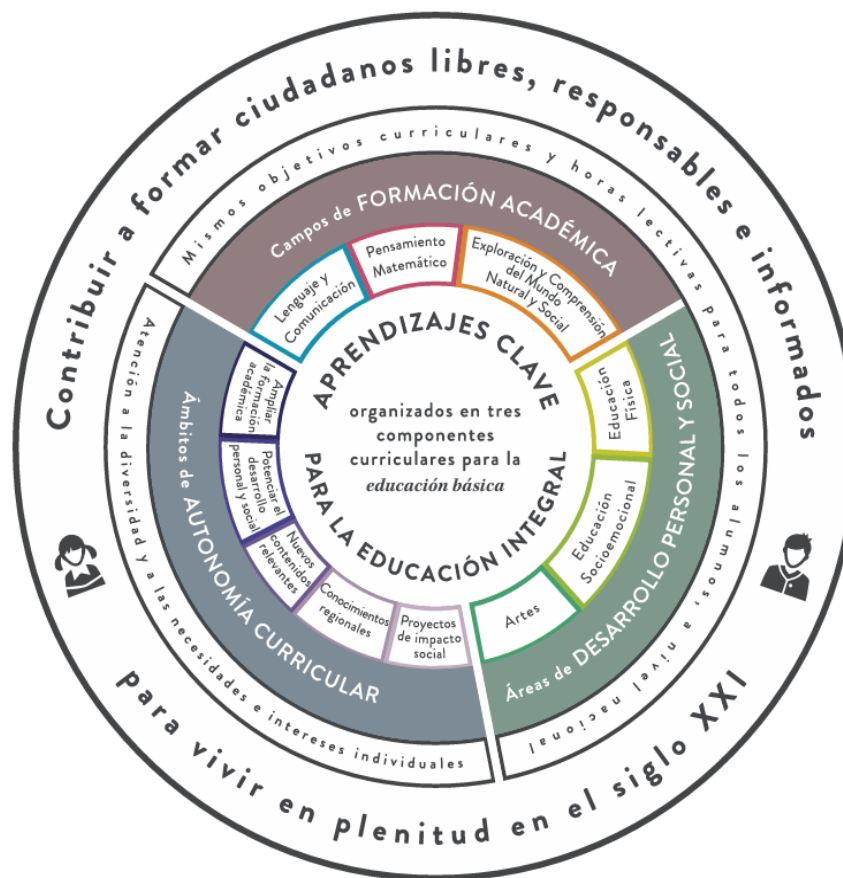 Contribuir a formar ciudadanos libres, responsables e informados
para vivir en plenitud en el siglo XXI
Mismos objetivos curriculares y horas lectivas para todos los alumnos, a nivel nacional
Atención a la diversidad y a las necesidades e intereses individuales
Campos de FORMACIÓN ACADÉMICA
Lenguaje y
Comunicación
Pensamiento
Matemático
Exploración y Comprensión
del Mundo
Natural y Social
Áreas de DESARROLLO PERSONAL Y SOCIAL
Educación
Física
Educación
Socioemocional
Artes
Ámbitos de AUTONOMÍA CURRICULAR
Ampliar
la formación
académica
Potenciar el
desarrollo
personal y social
Nuevos
contenidos
relevantes
Conocimientos
regionales
Proyectos
de impacto
social
APRENDIZAJES CLAVE
organizados en tres
componentes
curriculares para la
educación básica
PARA LA EDUCACIÓN INTEGRAL